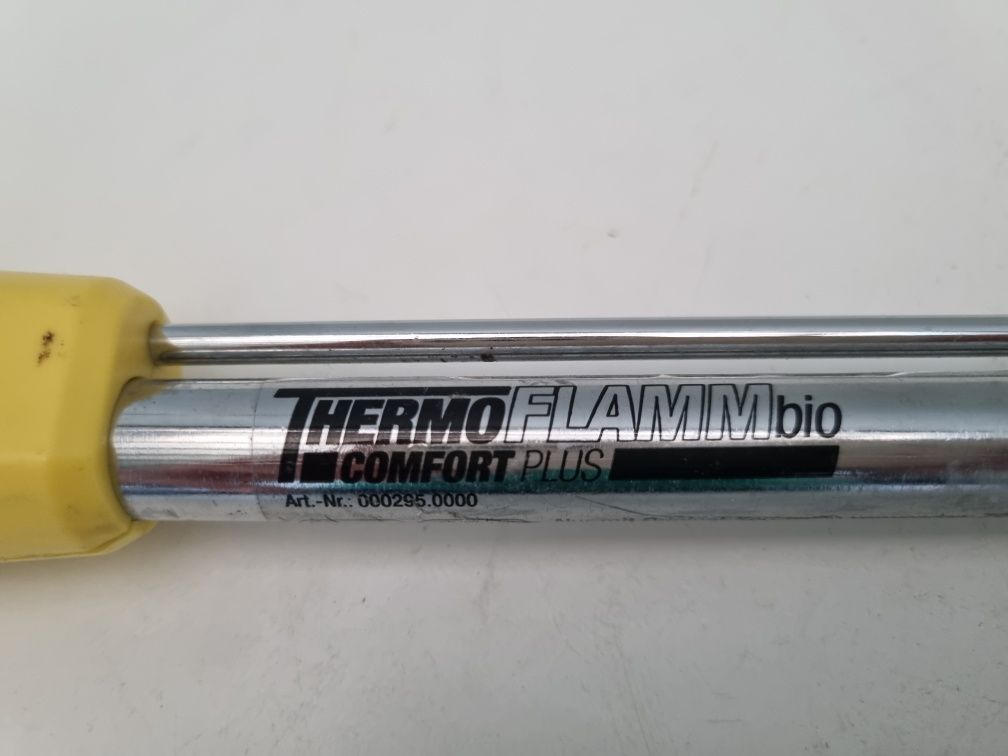 THERMOFLAMMbio
COMFORT PLUS
Art.-Nr.: 000295.0000